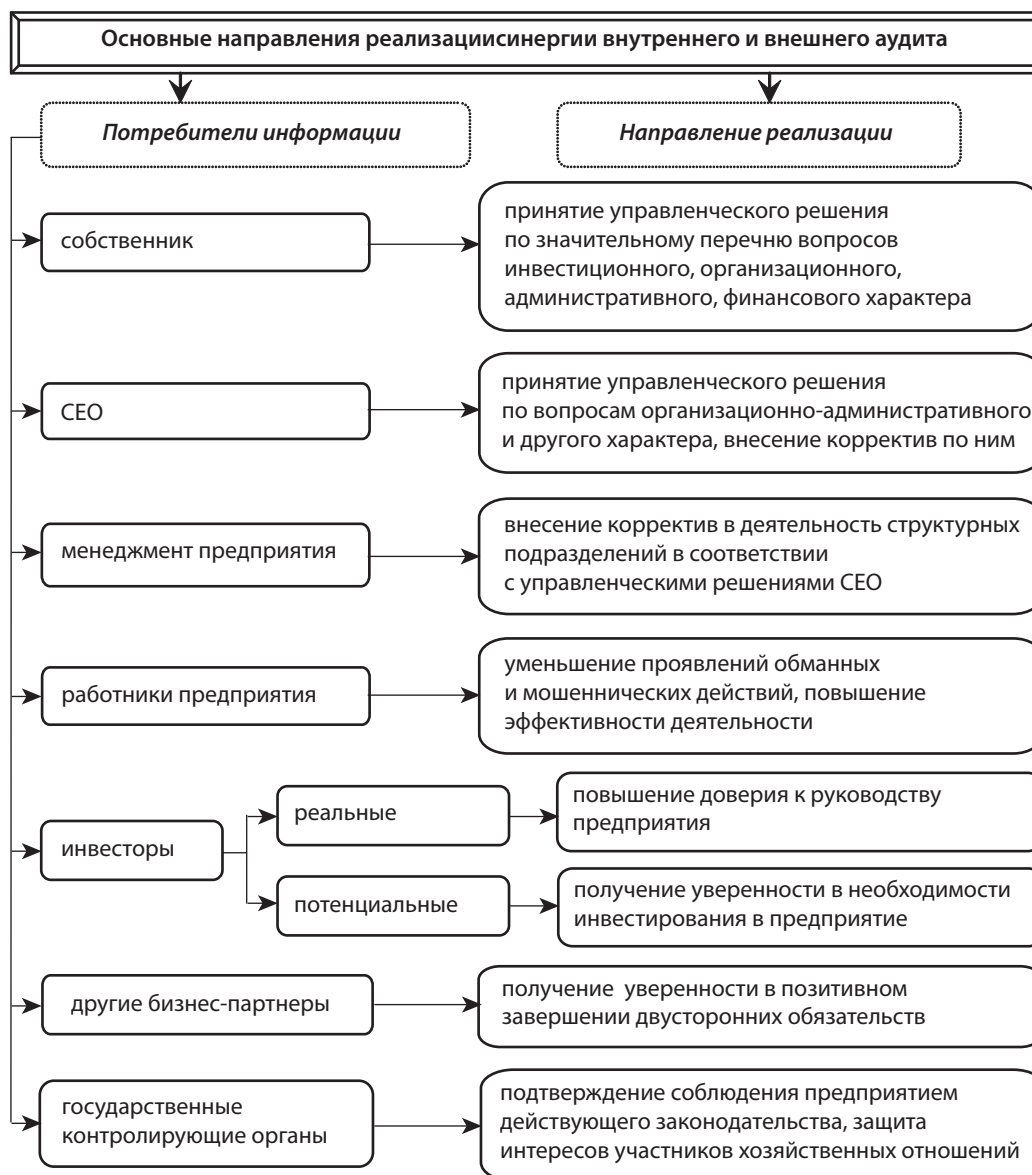 Основные направления реализациисинергии внутреннего и внешнего аудита
Потребители информации
Направление реализации
собственник
принятие управленческого решения
по значительному перечню вопросов
инвестиционного, организационного,
административного, финансового характера
CEO
принятие управленческого решения
по вопросам организационно-административного
и другого характера, внесение корректив по ним
менеджмент предприятия
внесение корректив в деятельность структурных
подразделений в соответствии
с управленческими решениями CEO
работники предприятия
уменьшение проявлений обманных
и мошеннических действий, повышение
эффективности деятельности
инвесторы
реальные
повышение доверия к руководству
предприятия
потенциальные
получение уверенности в необходимости
инвестирования в предприятие
другие бизнес-партнеры
получение уверенности в позитивном
завершении двусторонних обязательств
государственные
контролирующие органы
подтверждение соблюдения предприятием
действующего законодательства, защита
интересов участников хозяйственных отношений